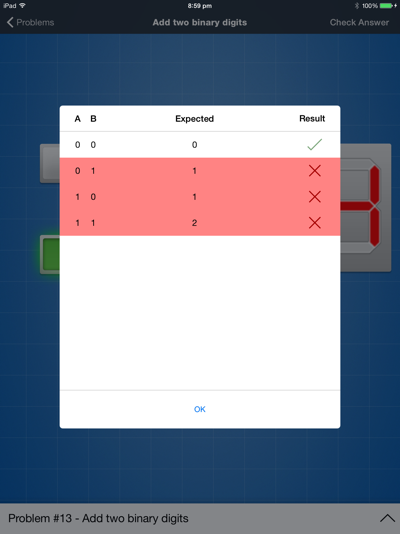 iPad 8:59 pm 100%
Problems Add two binary digits Check Answer
A B Expected Result
0 0 0
0 1 1
1 0 1
1 1 2
OK
Problem #13 - Add two binary digits